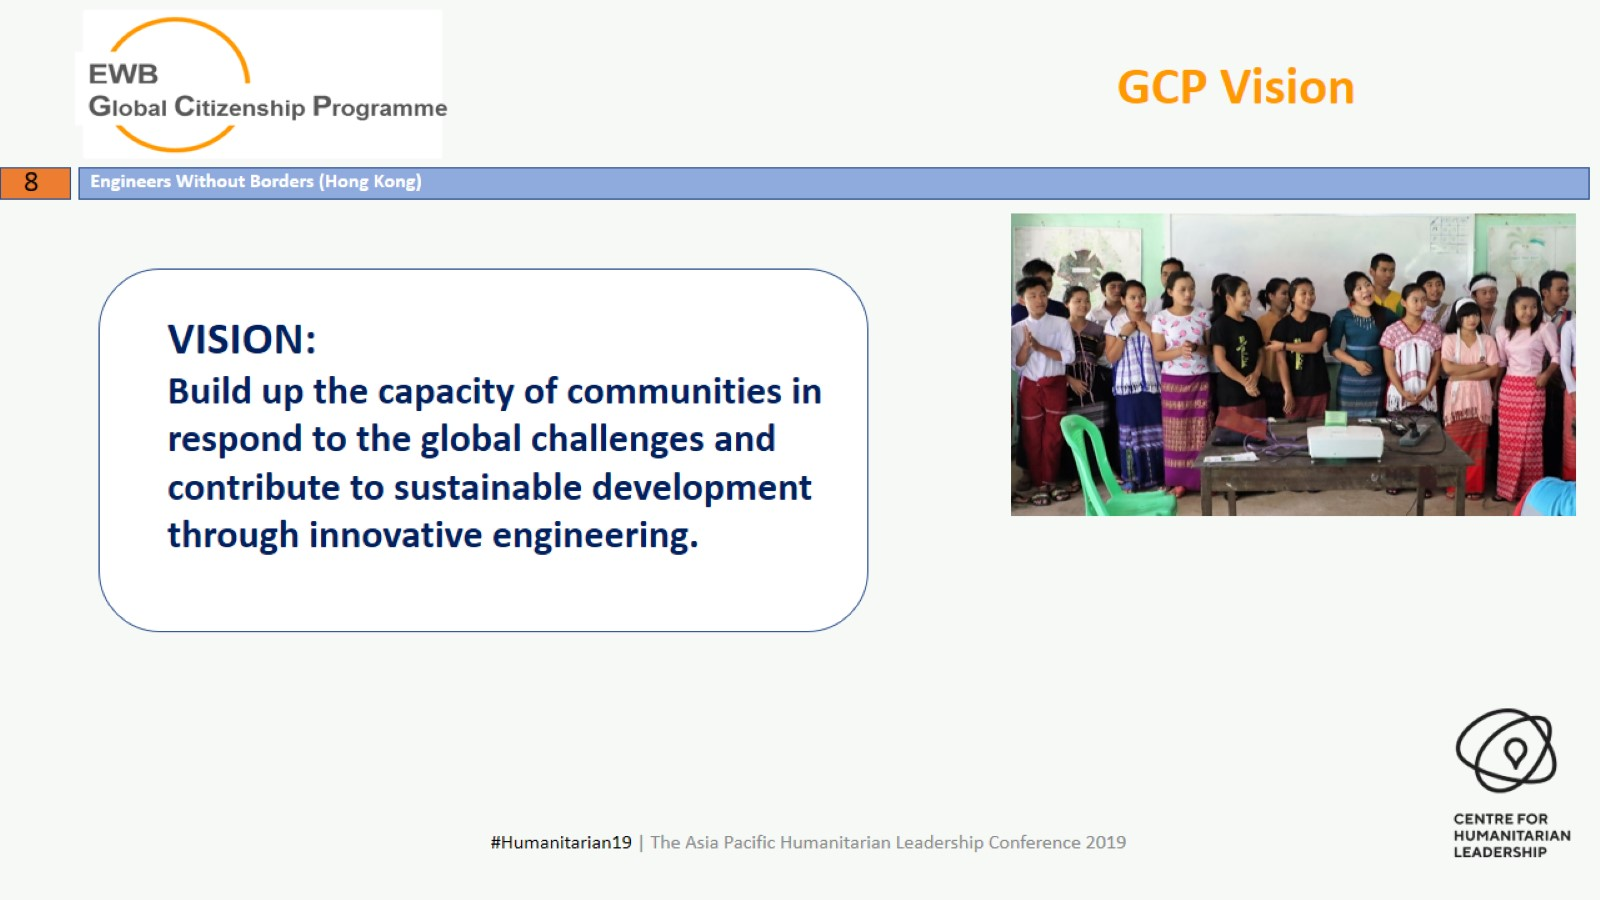 EWB
Global Citizenship Programme
GCP Vision
8
Engineers Without Borders (Hong Kong)
VISION:
Build up the capacity of communities in
respond to the global challenges and
contribute to sustainable development
through innovative engineering.
#Humanitarian19 | The Asia Pacific Humanitarian Leadership Conference 2019
CENTRE FOR
HUMANITARIAN
LEADERSHIP